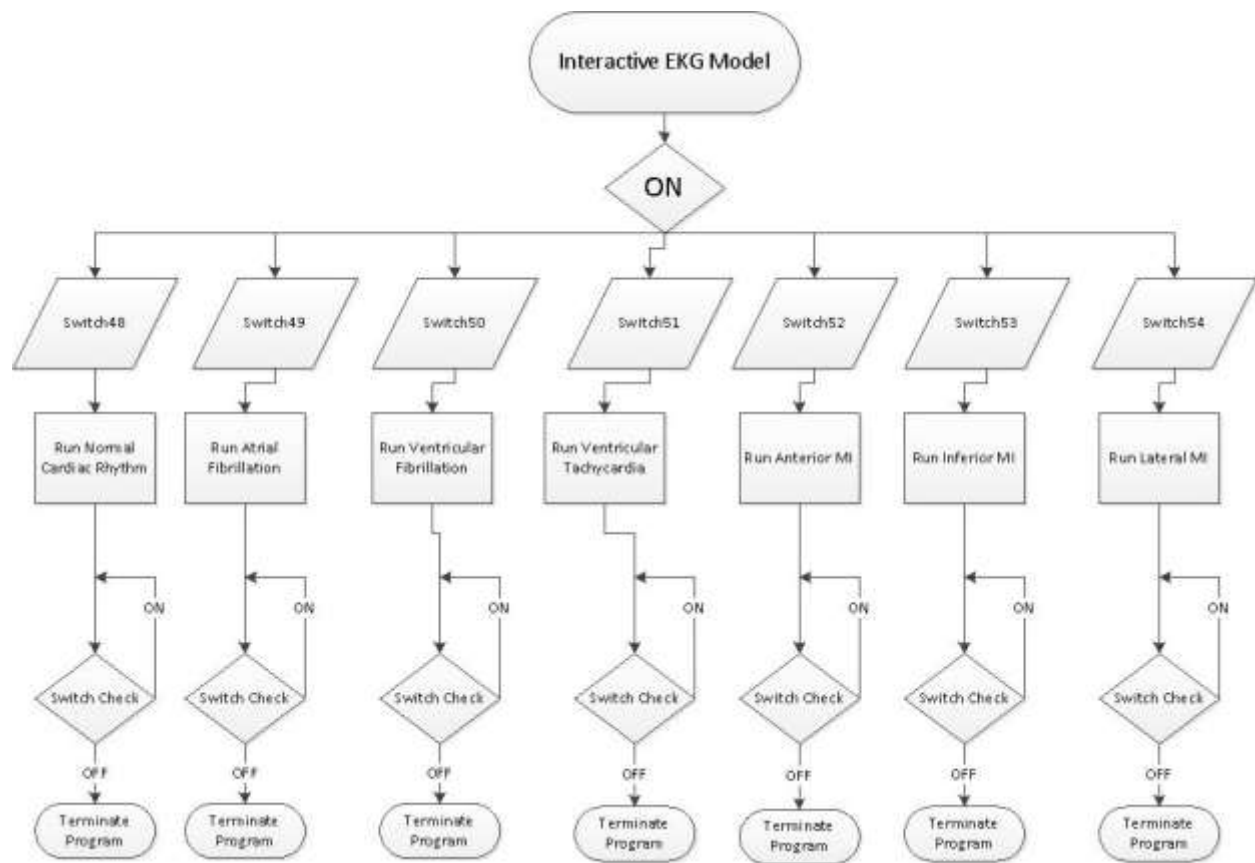 Interactive EKG Model
ON
Switch48
Switch49
Switch50
Switch51
Switch52
Switch53
Switch54
Run Normal
Cardiac Rhythm
Run Atrial
Fibrillation
Run Ventricular
Fibrillation
Run Ventricular
Tachycardia
Run Anterior MI
Run Inferior MI
Run Lateral MI
ON
ON
ON
ON
ON
ON
ON
Switch Check
Switch Check
Switch Check
Switch Check
Switch Check
Switch Check
Switch Check
OFF
OFF
OFF
OFF
OFF
OFF
OFF
Terminate
Program
Terminate
Program
Terminate
Program
Terminate
Program
Terminate
Program
Terminate
Program
Terminate
Program